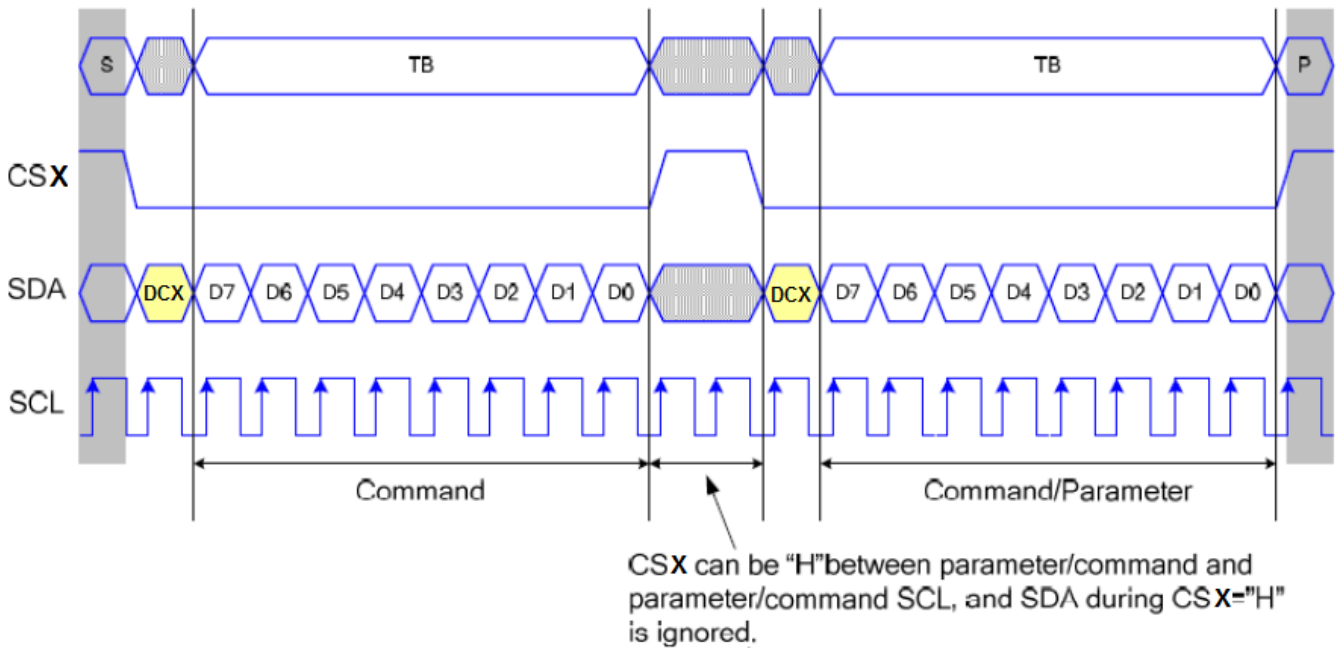 S TB TB P
CSX
SDA DCX D7 D6 D5 D4 D3 D2 D1 D0 DCX D7 D6 D5 D4 D3 D2 D1 D0
SCL
Command Command/Parameter
CSX can be “H”between parameter/command and
parameter/command SCL, and SDA during CSX=”H”
is ignored.